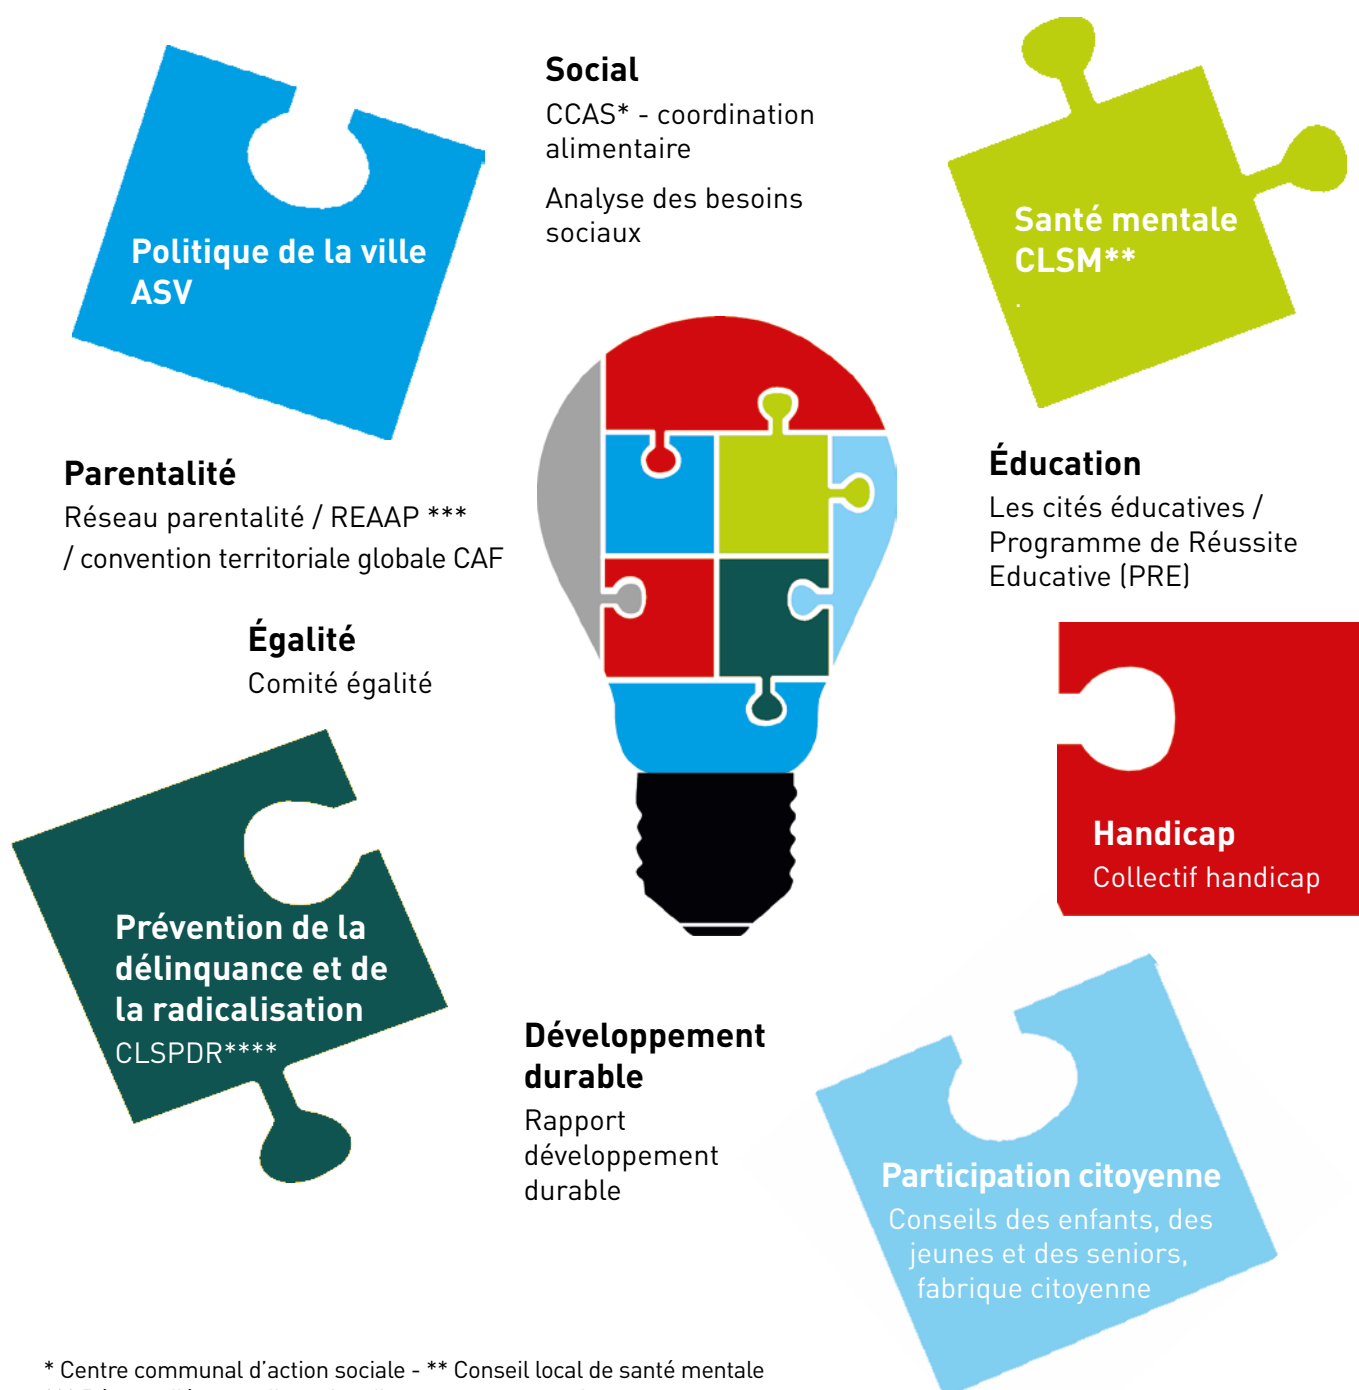 Social
CCAS* - coordination
alimentaire
Analyse des besoins
sociaux
Politique de la ville
ASV
Santé mentale
CLSM**
.
Parentalité
Réseau parentalité / REAAP ***
/ convention territoriale globale CAF
Éducation
Les cités éducatives /
Programme de Réussite
Educative (PRE)
Égalité
Comité égalité
Handicap
Collectif handicap
Prévention de la
délinquance et de
la radicalisation
CLSPDR****
Développement
durable
Rapport
développement
durable
Participation citoyenne
Conseils des enfants, des
jeunes et des seniors,
fabrique citoyenne
* Centre communal d'action sociale - ** Conseil local de santé mentale